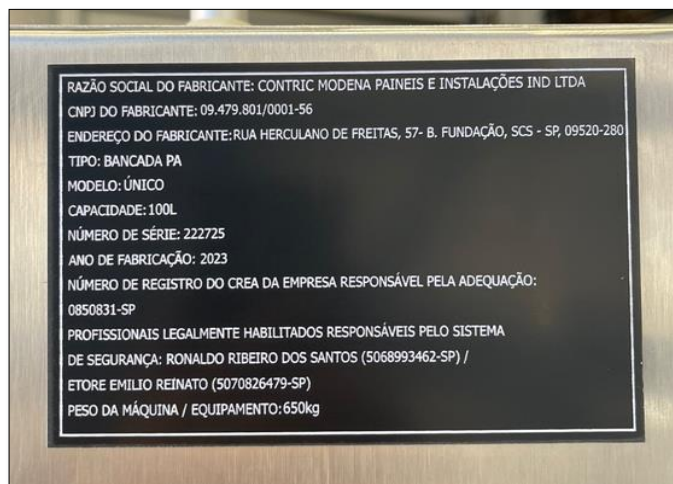 RAZÃO SOCIAL DO FABRICANTE: CONTRIC MODENA PAINEIS E INSTALAÇÕES IND LTDA
CNPJ DO FABRICANTE: 09.479.801/0001-56
ENDEREÇO DO FABRICANTE:RUA HERCULANO DE FREITAS, 57- B. FUNDAÇÃO, SCS - SP, 09520-280
TIPO: BANCADA PA
MODELO: ÚNICO
CAPACIDADE: 100L
NÚMERO DE SÉRIE: 222725
ANO DE FABRICAÇÃO: 2023
NÚMERO DE REGISTRO DO CREA DA EMPRESA RESPONSÁVEL PELA ADEQUAÇÃO:
0850831-SP
PROFISSIONAIS LEGALMENTE HABILITADOS RESPONSÁVEIS PELO SISTEMA
DE SEGURANÇA: RONALDO RIBEIRO DOS SANTOS (5068993462-SP) /
ETORE EMILIO REINATO (5070826479-SP)
PESO DA MÁQUINA / EQUIPAMENTO: 650kg